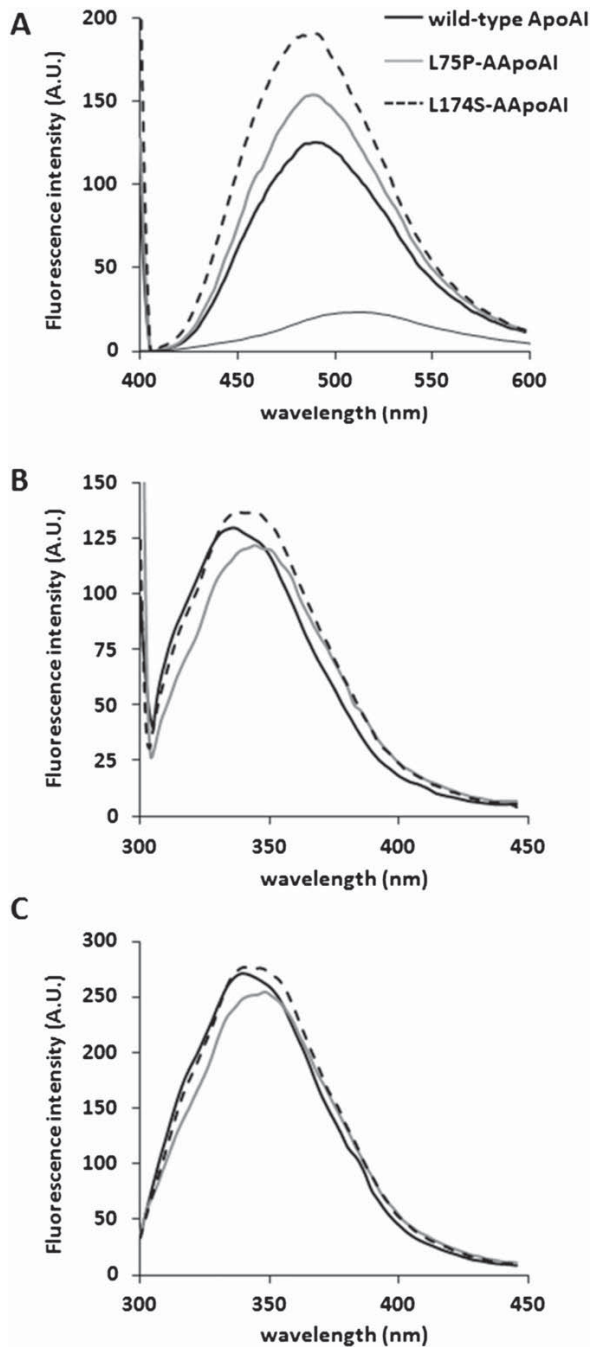 A
wild-type ApoAI
L75P-AApoAI
L174S-AApoAI
Fluorescence intensity (A.U.)
200
150
100
50
0
400 450 500 550 600
wavelength (nm)
B
Fluorescence intensity (A.U.)
150
125
100
75
50
25
0
300 350 400 450
wavelength (nm)
C
Fluorescence intensity (A.U.)
300
250
200
150
100
50
0
300 350 400 450
wavelength (nm)